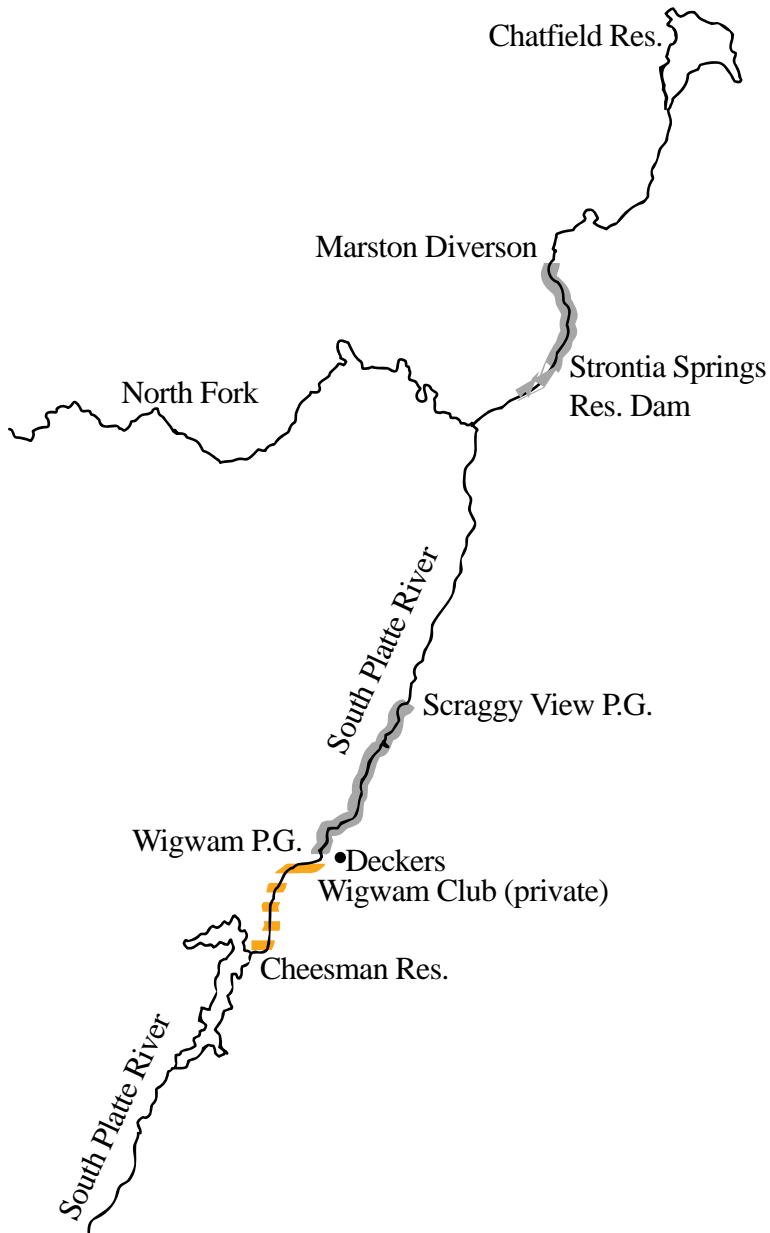 Chatfield Res.
Marston Diverson
Strontia Springs
Res. Dam
North Fork
South Platte River
Scraggy View P.G.
Wigwam P.G.
Deckers
Wigwam Club (private)
Cheesman Res.
South Platte River